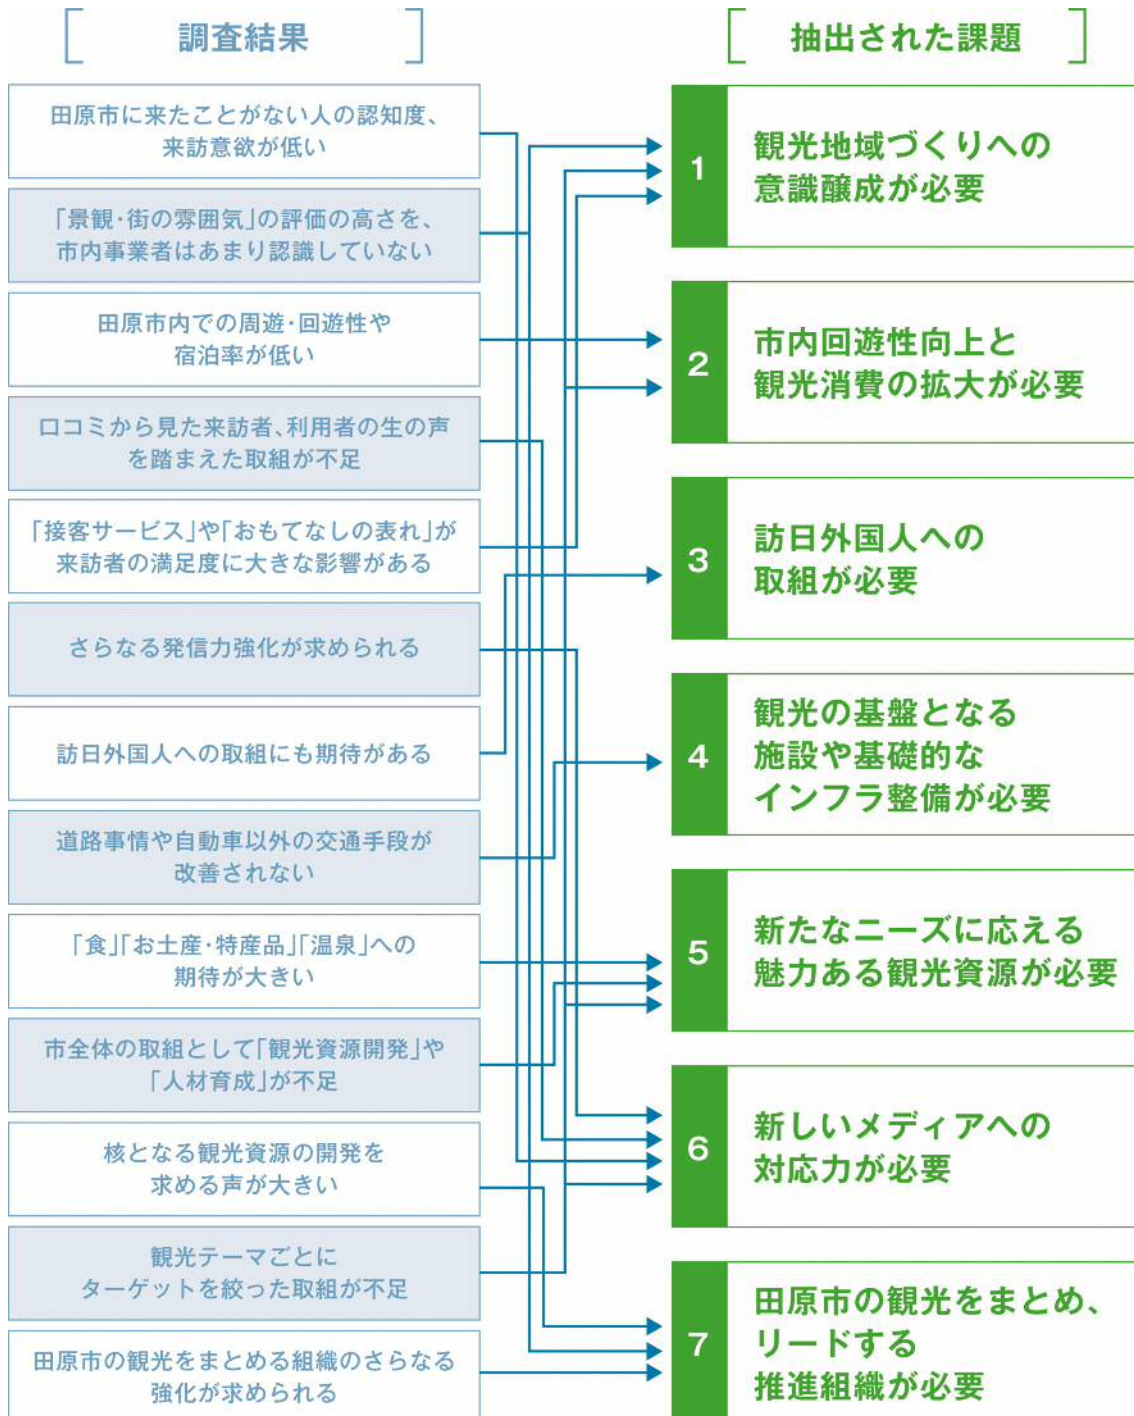 調査結果
田原市に来たことがない人の認知度、
来訪意欲が低い
「景観・街の雰囲気」の評価の高さを、
市内事業者はあまり認識していない
田原市内での周遊・回遊性や
宿泊率が低い
口コミから見た来訪者、利用者の生の声
を踏まえた取組が不足
「接客サービス」や「おもてなしの表れ」が
来訪者の満足度に大きな影響がある
さらなる発信力強化が求められる
訪日外国人への取組にも期待がある
道路事情や自動車以外の交通手段が
改善されない
「食」「お土産・特産品」「温泉」への
期待が大きい
市全体の取組として「観光資源開発」や
「人材育成」が不足
核となる観光資源の開発を
求める声が大きい
観光テーマごとに
ターゲットを絞った取組が不足
田原市の観光をまとめる組織のさらなる
強化が求められる
抽出された課題
1
観光地域づくりへの
意識醸成が必要
2
市内回遊性向上と
観光消費の拡大が必要
3
訪日外国人への
取組が必要
4
観光の基盤となる
施設や基礎的な
インフラ整備が必要
5
新たなニーズに応える
魅力ある観光資源が必要
6
新しいメディアへの
対応力が必要
7
田原市の観光をまとめ、
リードする
推進組織が必要